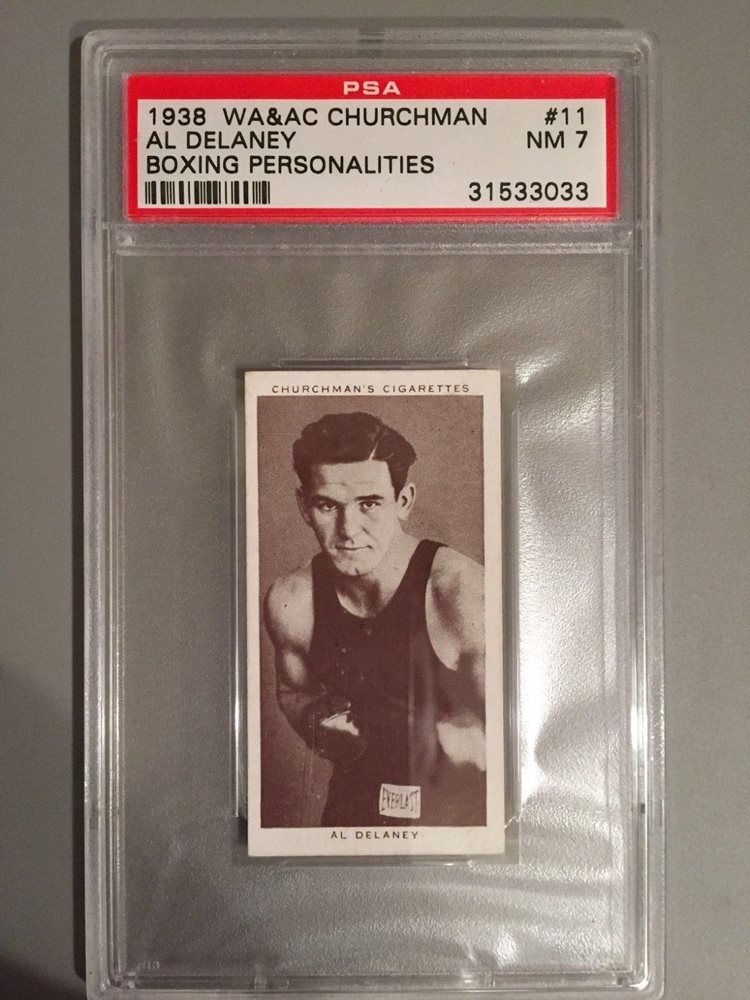 PSA
1938 WA&AC CHURCHMAN #11
AL DELANEY NM 7
BOXING PERSONALITIES
31533033
CHURCHMAN'S CIGARETTES
EVERLAST
AL DELANEY